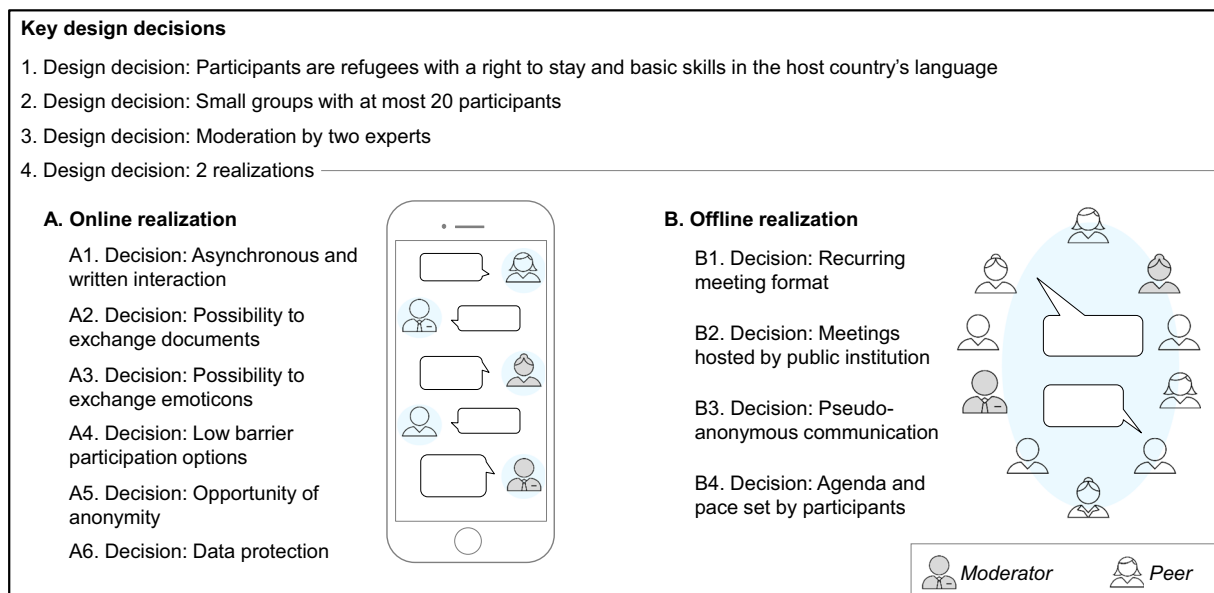 Key design decisions
1. Design decision: Participants are refugees with a right to stay and basic skills in the host country's language
2. Design decision: Small groups with at most 20 participants
3. Design decision: Moderation by two experts
4. Design decision: 2 realizations
A. Online realization
A1. Decision: Asynchronous and
written interaction
A2. Decision: Possibility to
exchange documents
A3. Decision: Possibility to
exchange emoticons
A4. Decision: Low barrier
participation options
A5. Decision: Opportunity of
anonymity
A6. Decision: Data protection
B. Offline realization
B1. Decision: Recurring
meeting format
B2. Decision: Meetings
hosted by public institution
B3. Decision: Pseudo-
anonymous communication
B4. Decision: Agenda and
pace set by participants
Moderator
Peer